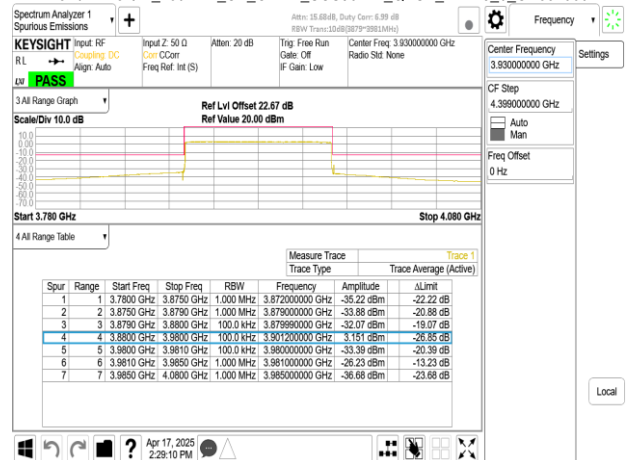 Spectrum Analyzer 1
Spurious Emissions
+
Attn: 15.68dB, Duty Corr: 6.99 dB
RBW Trans:10dB(3879~3981MHz)
Frequency
KEYSIGHT
RL
LXI PASS
Input: RF
Coupling: DC
Align: Auto
Input Z: 50 Ω
Corr CCorr
Freq Ref: Int (S)
Atten: 20 dB
Trig: Free Run
Gate: Off
IF Gain: Low
Center Freq: 3.930000000 GHz
Radio Std: None
Center Frequency
3.930000000 GHz
Settings
CF Step
4.399000000 GHz
Auto
Man
Freq Offset
0 Hz
3 All Range Graph
Scale/Div 10.0 dB
Ref Lvl Offset 22.67 dB
Ref Value 20.00 dBm
10.0
0.00
-10.0
-20.0
-30.0
-40.0
-50.0
-60.0
-70.0
Start 3.780 GHz
Stop 4.080 GHz
4 All Range Table
Measure Trace Trace 1
Trace Type Trace Average (Active)
Spur Range Start Freq Stop Freq RBW Frequency Amplitude ΔLimit
1 1 3.7800 GHz 3.8750 GHz 1.000 MHz 3.872000000 GHz -35.22 dBm -22.22 dB
2 2 3.8750 GHz 3.8790 GHz 1.000 MHz 3.879000000 GHz -33.88 dBm -20.88 dB
3 3 3.8790 GHz 3.8800 GHz 100.0 kHz 3.879990000 GHz -32.07 dBm -19.07 dB
4 4 3.8800 GHz 3.9800 GHz 100.0 kHz 3.901200000 GHz 3.151 dBm -26.85 dB
5 5 3.9800 GHz 3.9810 GHz 100.0 kHz 3.980000000 GHz -33.39 dBm -20.39 dB
6 6 3.9810 GHz 3.9850 GHz 1.000 MHz 3.981000000 GHz -26.23 dBm -13.23 dB
7 7 3.9850 GHz 4.0800 GHz 1.000 MHz 3.985000000 GHz -36.68 dBm -23.68 dB
Local
?
Apr 17, 2025
2:29:10 PM